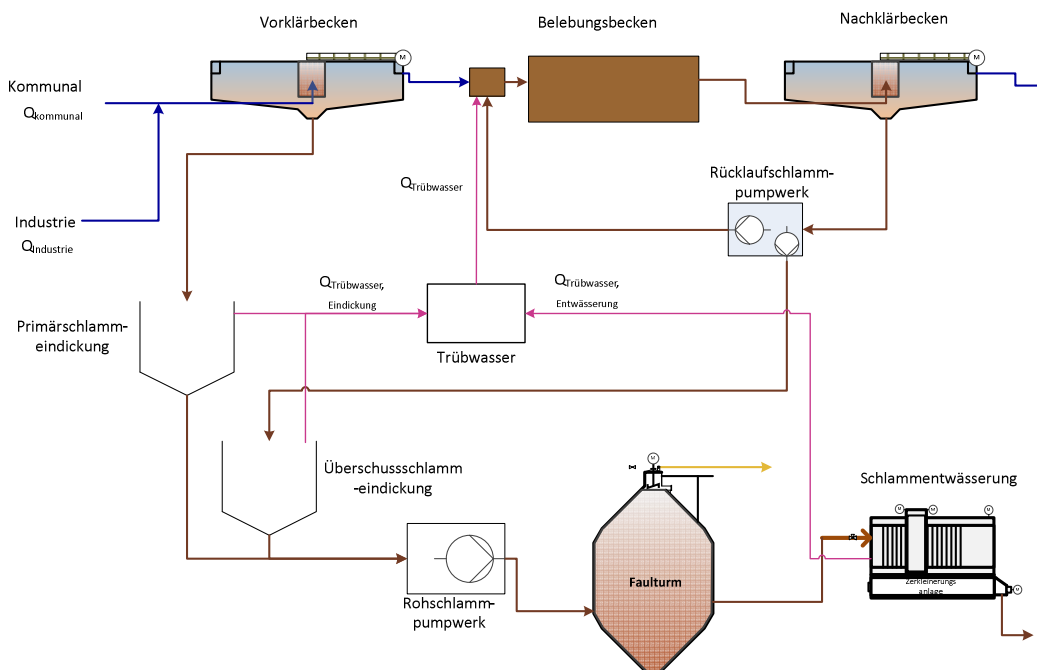 Vorklärbecken
Belebungsbecken
Nachklärbecken
M
M
Kommunal
Qkommunal
Rücklaufschlamm-
pumpwerk
QTrübwasser
Industrie
QIndustrie
QTrübwasser,
Eindickung
QTrübwasser,
Entwässerung
Primärschlamm-
eindickung
Trübwasser
Überschussschlamm
-eindickung
M
Schlammentwässerung
M
M
M
Faulturm
Zerkleinerungs
anlage
M
Rohschlamm-
pumpwerk